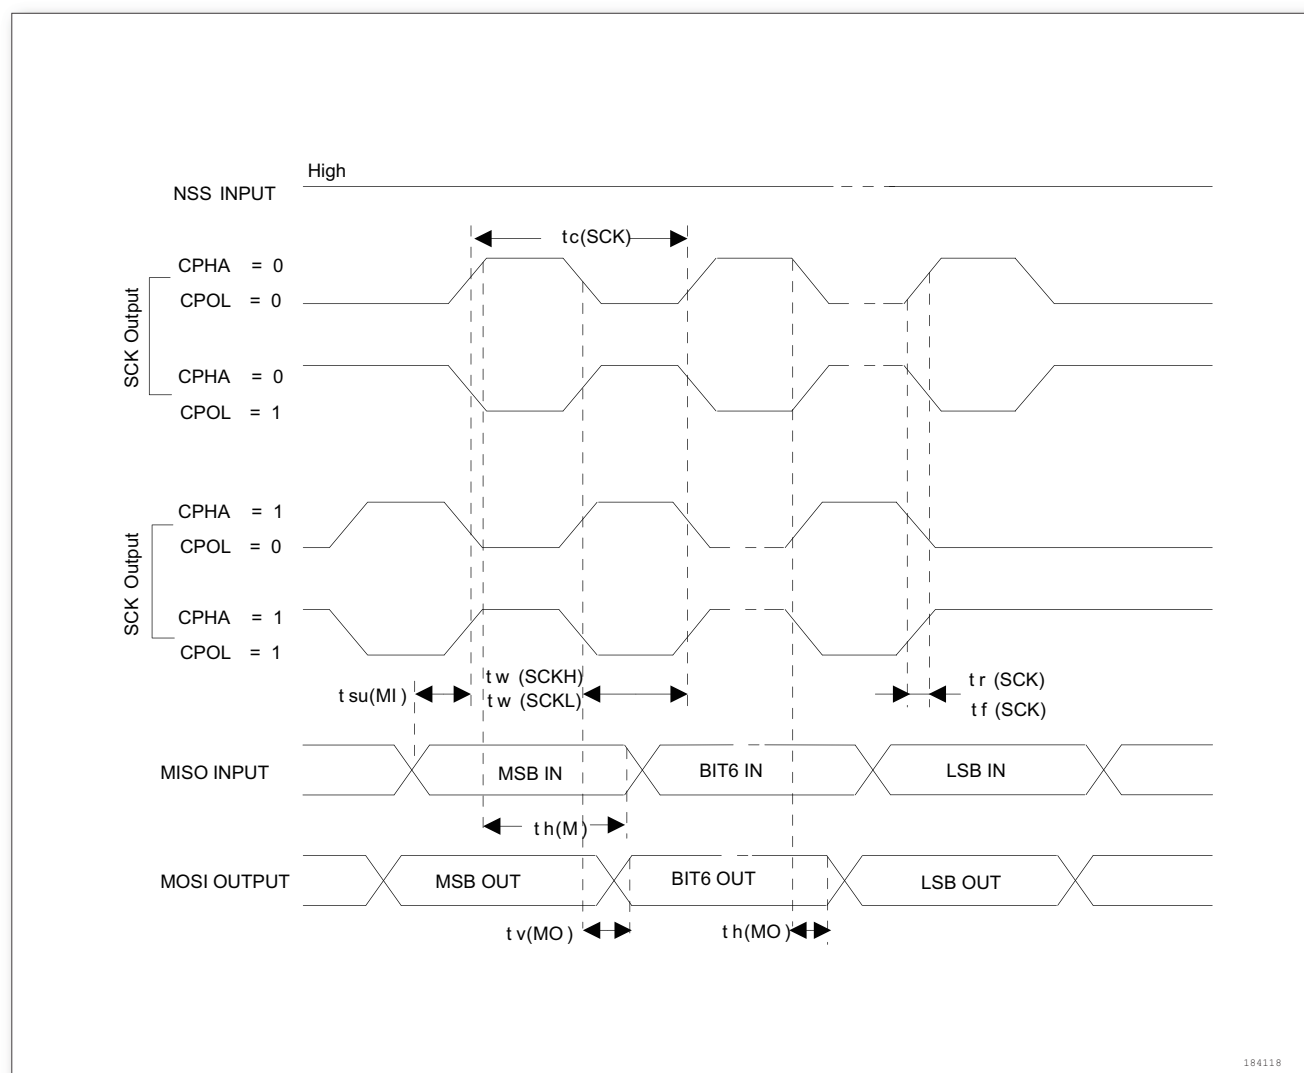 High
NSS INPUT
tc(SCK)
CPHA = 0
CPOL = 0
SCK Output
CPHA = 0
CPOL = 1
CPHA = 1
CPOL = 0
SCK Output
CPHA = 1
CPOL = 1
tsu(MI)
tw (SCKH)
tw (SCKL)
tr (SCK)
tf (SCK)
MISO INPUT
MSB IN
BIT6 IN
LSB IN
th(M)
MOSI OUTPUT
MSB OUT
BIT6 OUT
LSB OUT
tv(MO)
th(MO)
184118